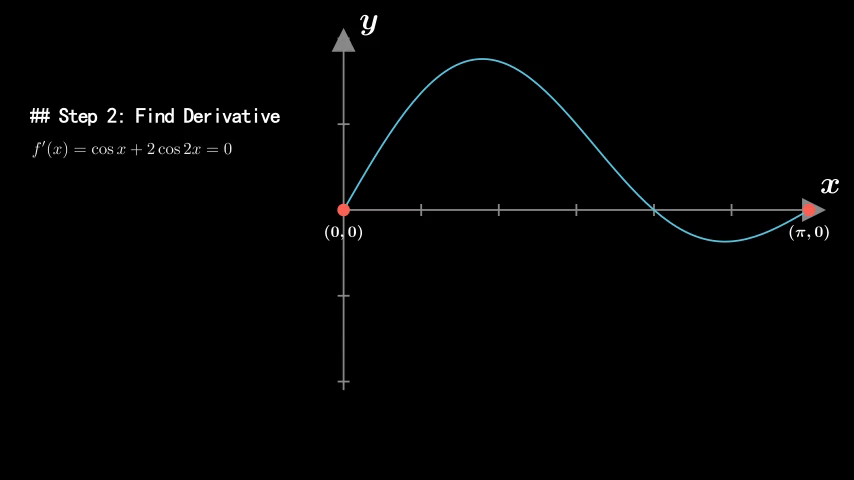 y
## Step 2: Find Derivative
f′(x) = cos x + 2 cos 2x = 0
x
(0, 0)
(π, 0)